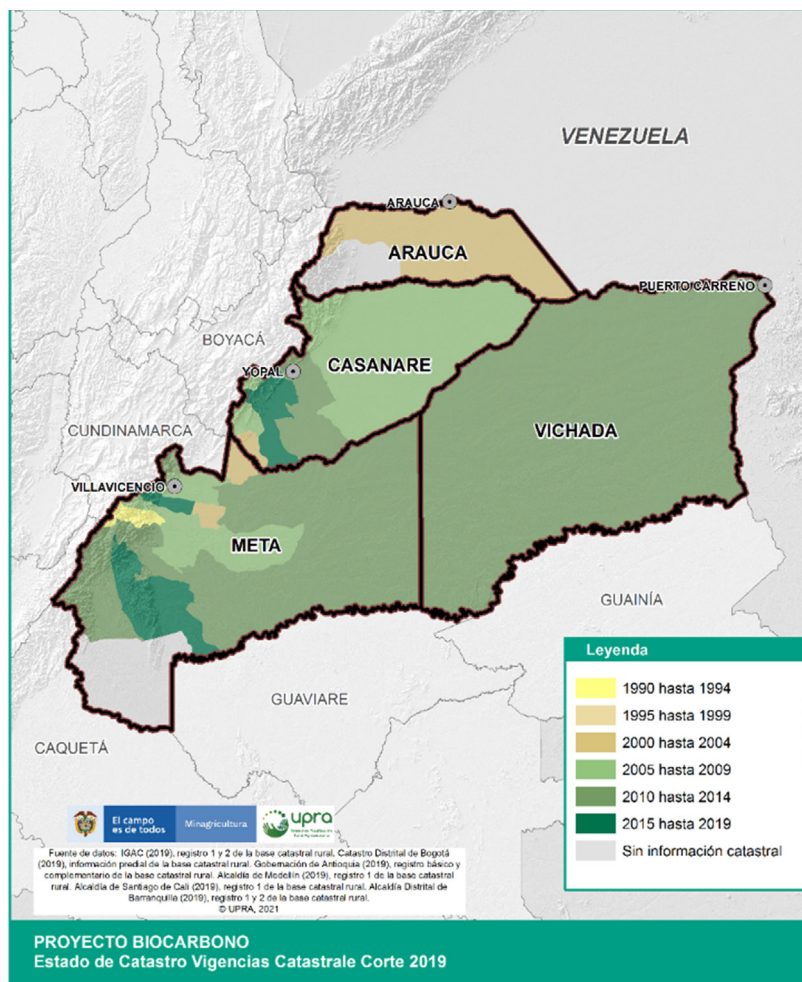 VENEZUELA
ARAUCA
ARAUCA
PUERTO CARREÑO
BOYACÁ
YOPAL
CASANARE
CUNDINAMARCA
VICHADA
VILLAVICENCIO
META
GUAINÍA
GUAVIARE
CAQUETÁ
Leyenda
1990 hasta 1994
1995 hasta 1999
2000 hasta 2004
2005 hasta 2009
2010 hasta 2014
2015 hasta 2019
Sin información catastral
El campo
es de todos
Minagricultura
upra
Fuente de datos: IGAC (2019), registro 1 y 2 de la base catastral rural. Catastro Distrital de Bogotá
(2019), información predial de la base catastral rural. Gobernación de Antioquia (2019), registro básico y
complementario de la base catastral rural. Alcaldía de Medellín (2019), registro 1 de la base catastral
rural. Alcaldía de Santiago de Cali (2019), registro 1 de la base catastral rural. Alcaldía Distrital de
Barranquilla (2019), registro 1 y 2 de la base catastral rural.
© UPRA, 2021
PROYECTO BIOCARBONO
Estado de Catastro Vigencias Catastrale Corte 2019